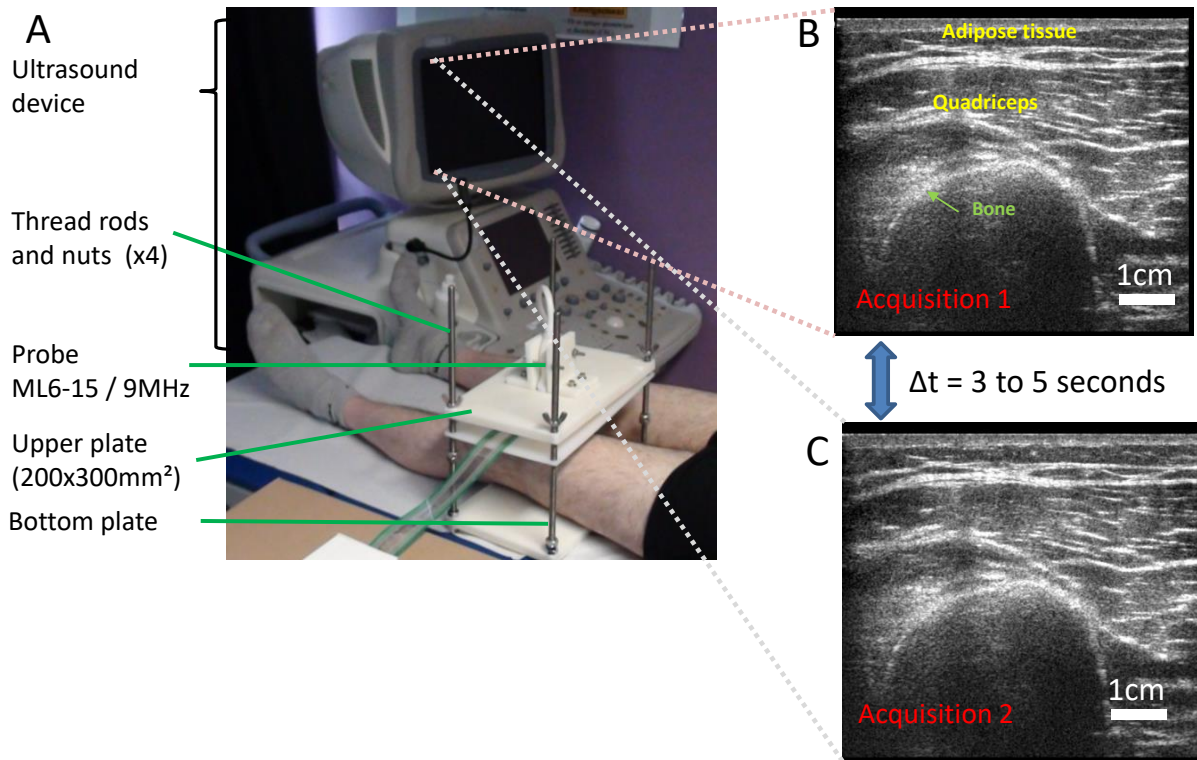 A
Ultrasound
device
Thread rods
and nuts (x4)
Probe
ML6-15 / 9MHz
Upper plate
(200x300mm²)
Bottom plate
B
Adipose tissue
Quadriceps
Bone
1cm
Acquisition 1
Δt = 3 to 5 seconds
C
1cm
Acquisition 2